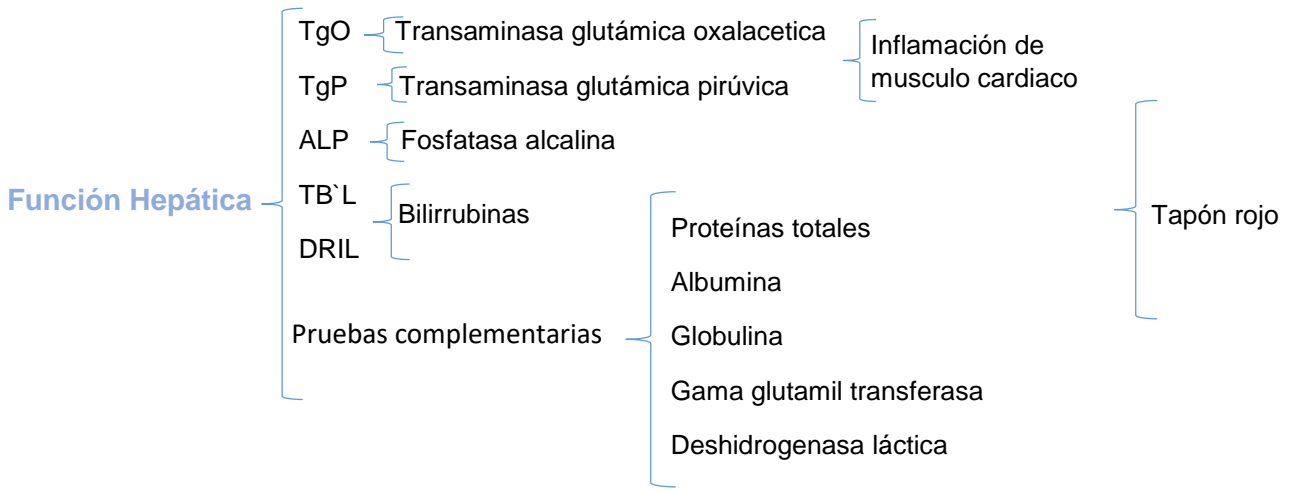 Función Hepática
TgO
Transaminasa glutámica oxalacetica
TgP
Transaminasa glutámica pirúvica
Inflamación de
musculo cardiaco
ALP
Fosfatasa alcalina
TB`L
DRIL
Bilirrubinas
Pruebas complementarias
Proteínas totales
Albumina
Globulina
Gama glutamil transferasa
Deshidrogenasa láctica
Tapón rojo